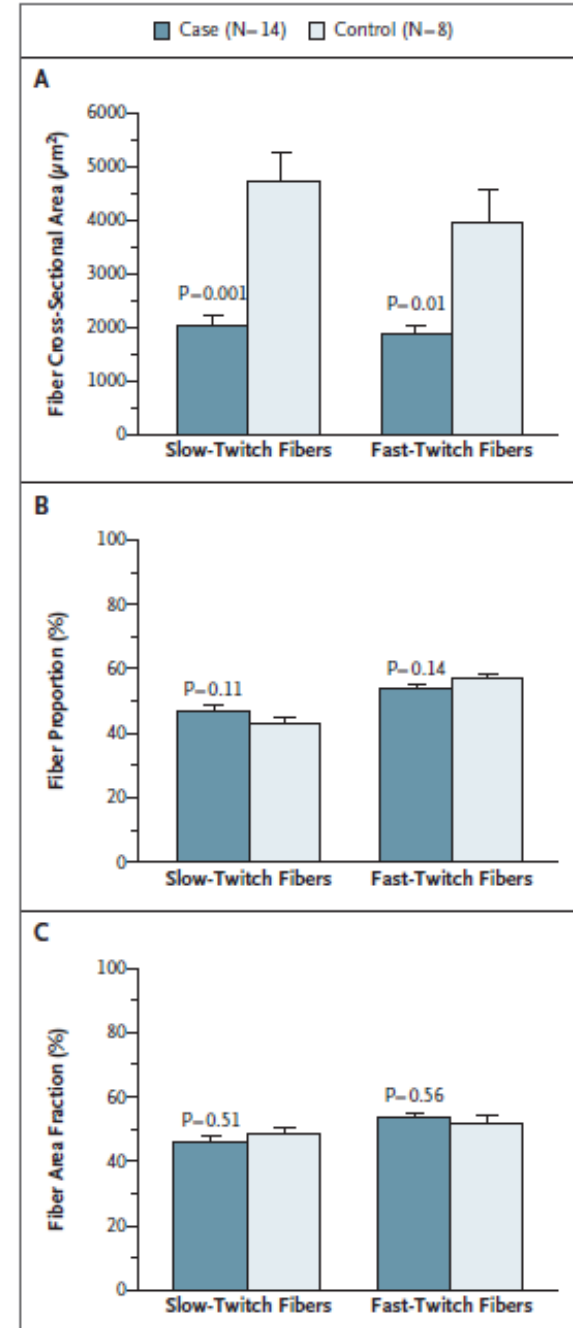 Case (N=14) Control (N=8)
A
Fiber Cross-Sectional Area (µm²)
6000
5000
4000
3000
2000
1000
0
P=0.001
P=0.01
Slow-Twitch Fibers Fast-Twitch Fibers
B
Fiber Proportion (%)
100
80
60
40
20
0
P=0.11
P=0.14
Slow-Twitch Fibers Fast-Twitch Fibers
C
Fiber Area Fraction (%)
100
80
60
40
20
0
P=0.51
P=0.56
Slow-Twitch Fibers Fast-Twitch Fibers